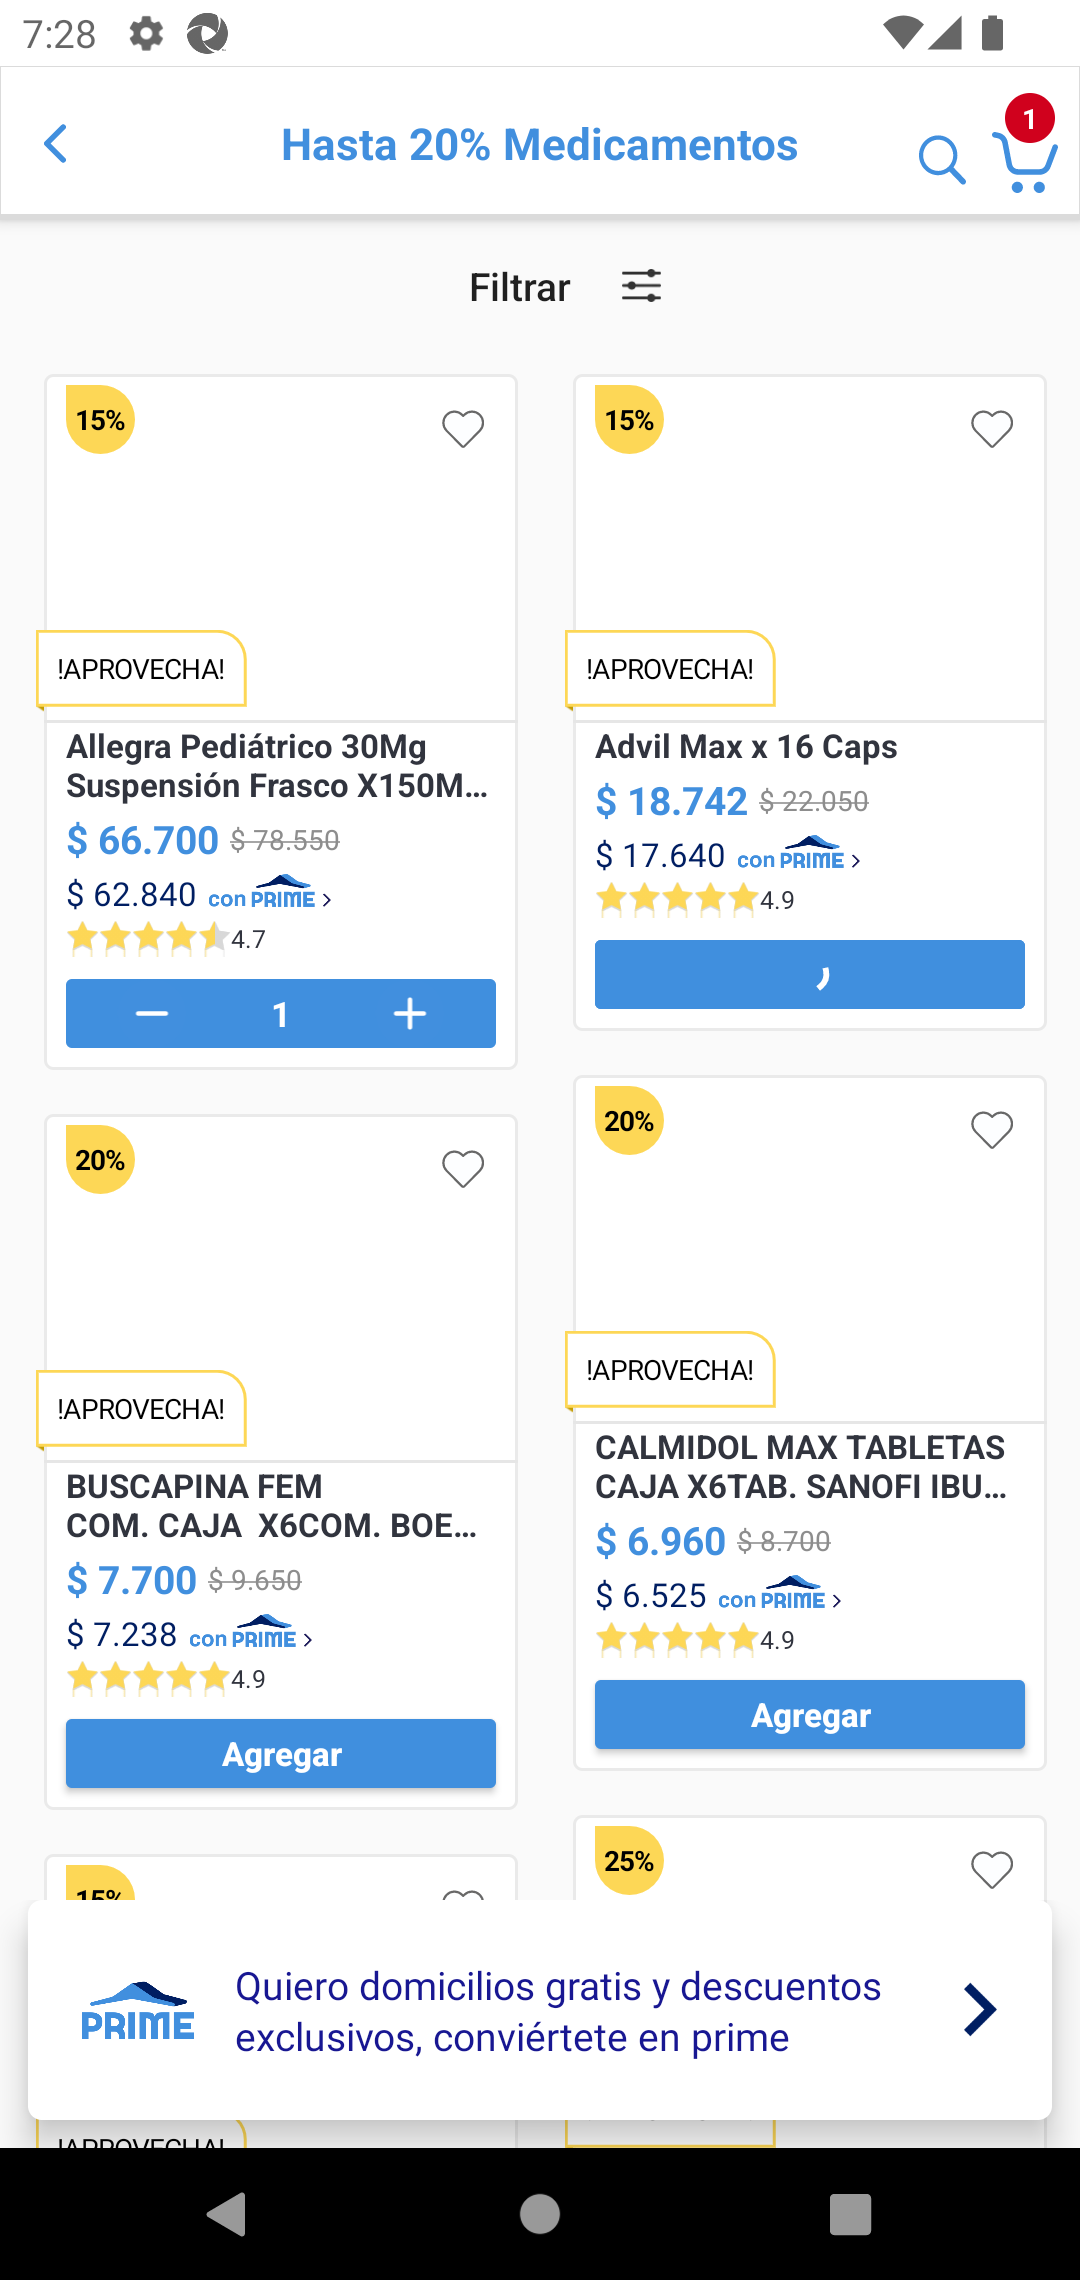 7:28
Hasta 20% Medicamentos
1
Filtrar
15%
!APROVECHA!
Allegra Pediátrico 30Mg
Suspensión Frasco X150M...
$ 66.700 $ 78.550
$ 62.840 con PRIME
4.7
1
15%
!APROVECHA!
Advil Max x 16 Caps
$ 18.742 $ 22.050
$ 17.640 con PRIME
4.9
20%
!APROVECHA!
BUSCAPINA FEM
COM. CAJA X6COM. BOE...
$ 7.700 $ 9.650
$ 7.238 con PRIME
4.9
Agregar
20%
!APROVECHA!
CALMIDOL MAX TABLETAS
CAJA X6TAB. SANOFI IBU...
$ 6.960 $ 8.700
$ 6.525 con PRIME
4.9
Agregar
15%
25%
PRIME
Quiero domicilios gratis y descuentos
exclusivos, conviértete en prime
!APROVECHA!